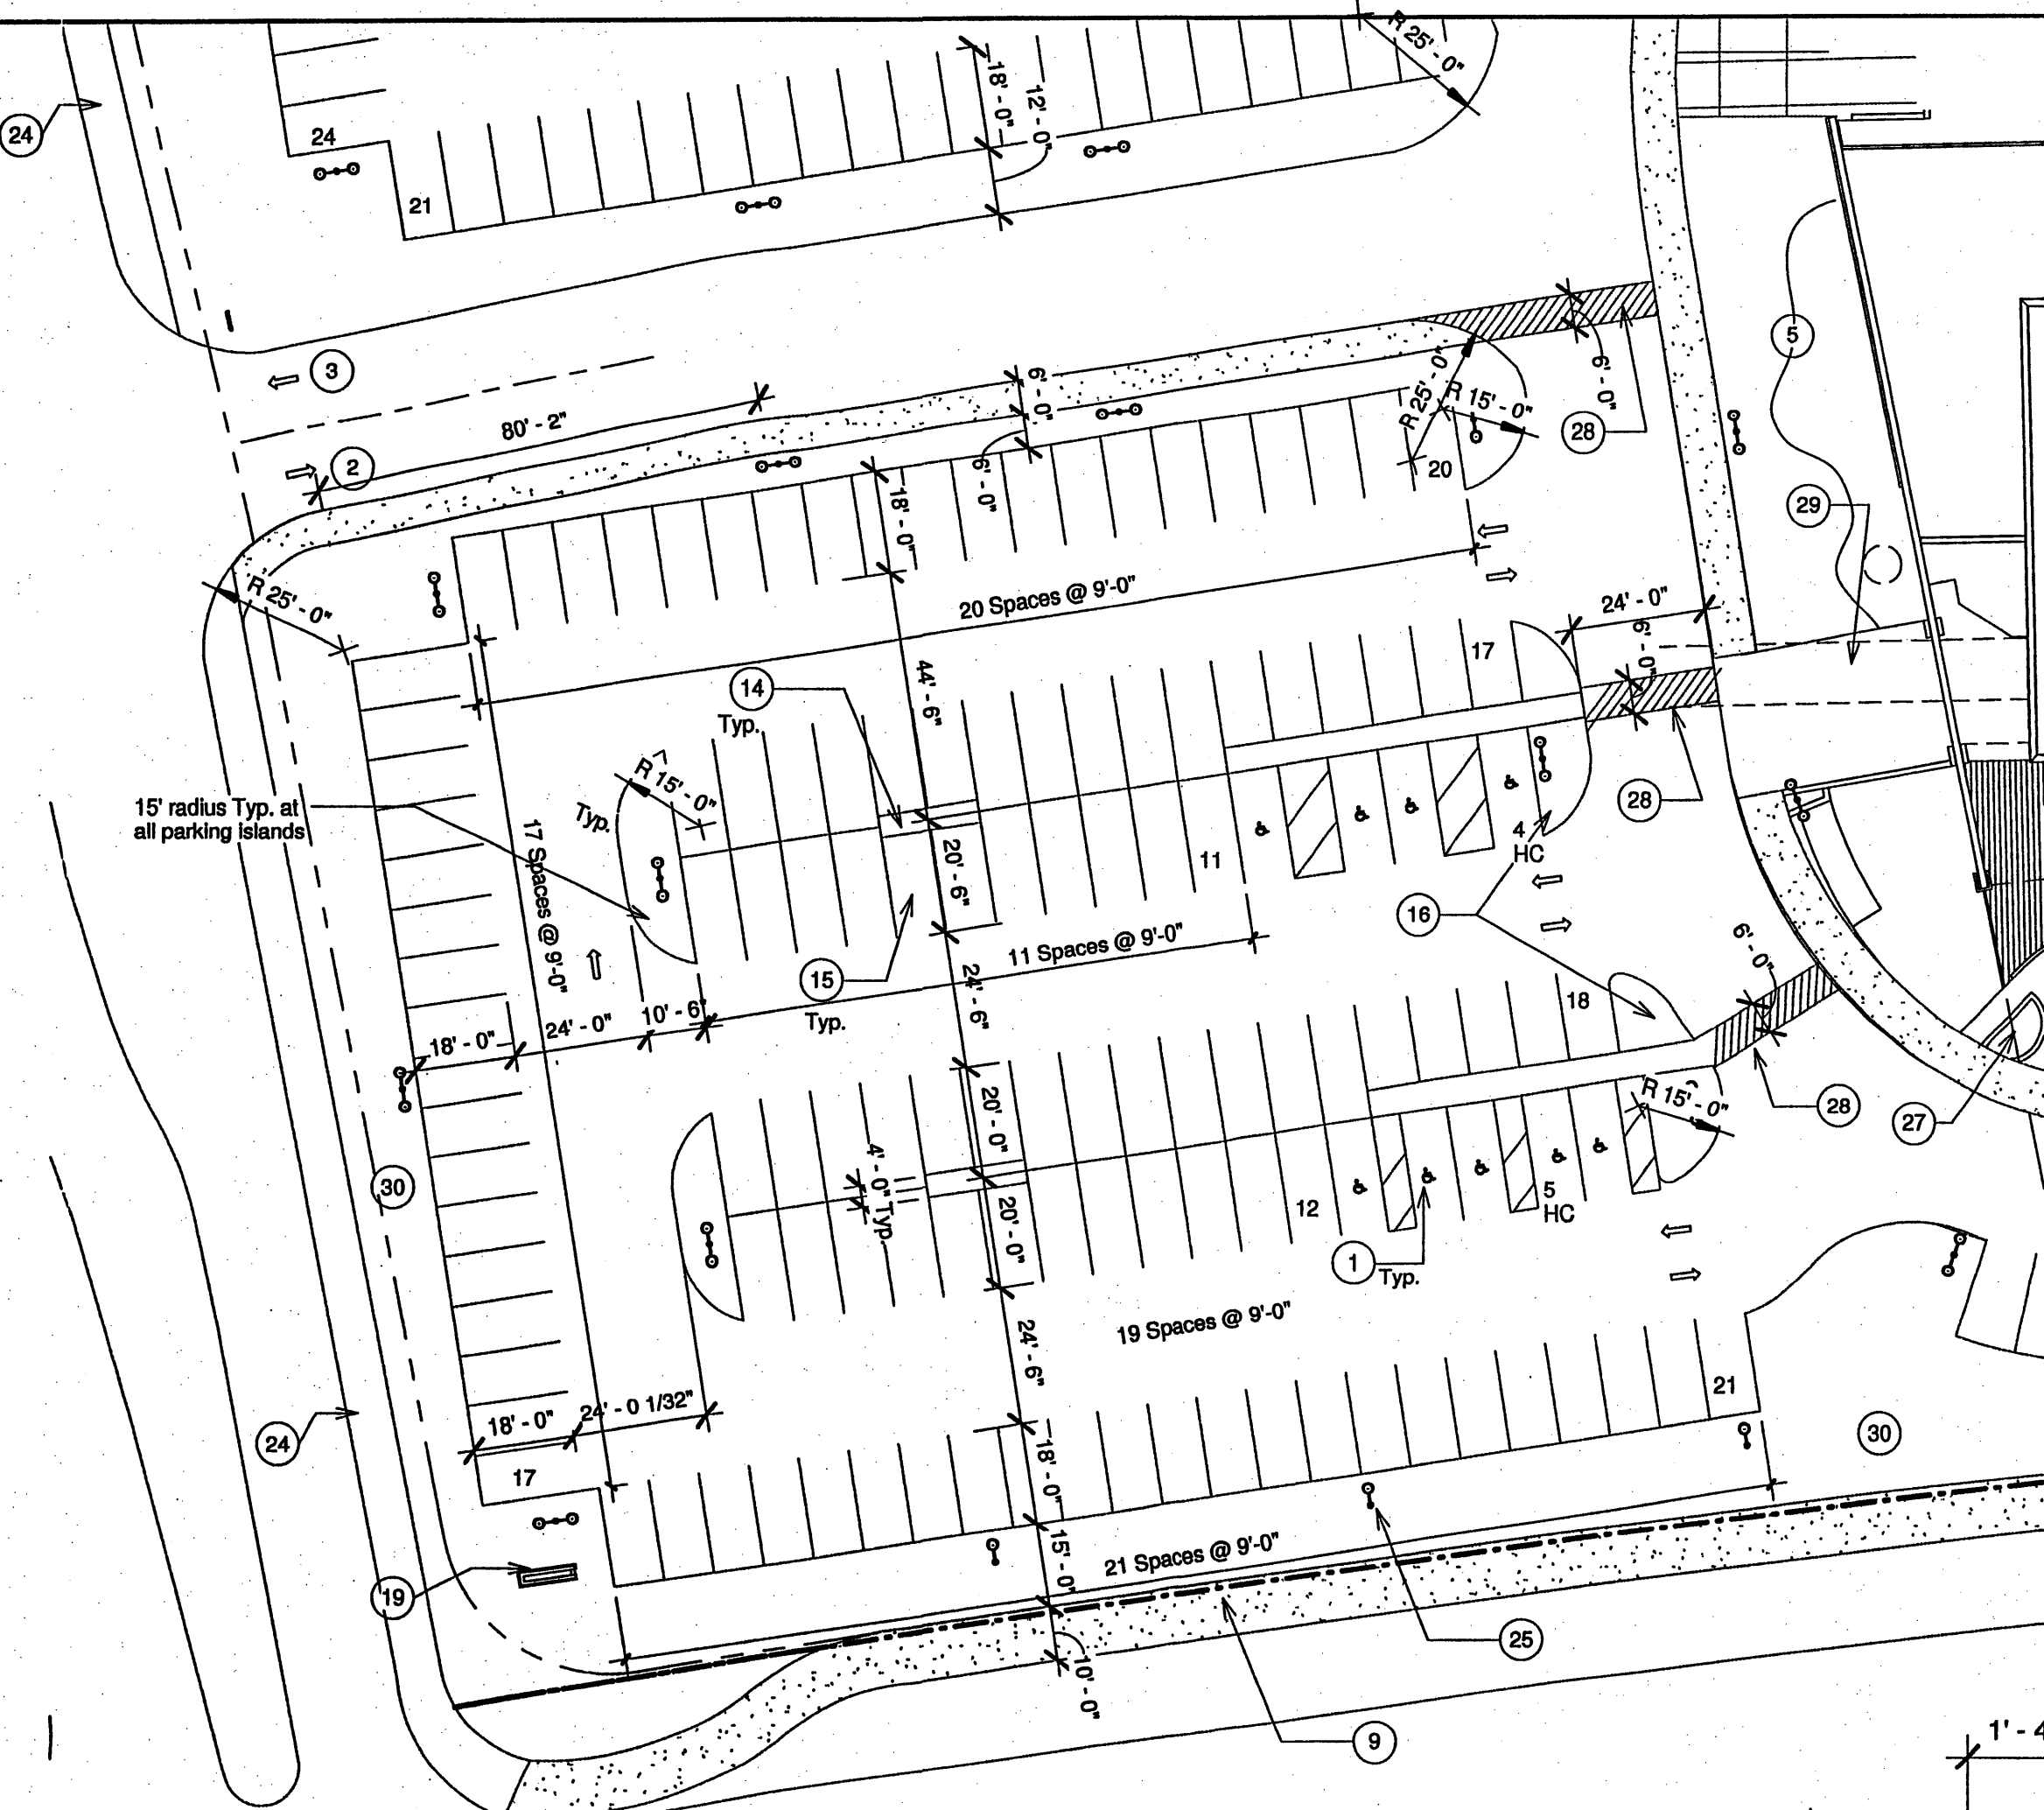 R 25' - 0"
18' - 0"
12' - 0"
24
24
21
5
3
6' - 0"
6' - 0"
R 25' - 0"
R 15' - 0"
80' - 2"
28
2
20
6' - 0"
18' - 0"
29
R 25' - 0"
20 Spaces @ 9'-0"
24' - 0"
6' - 0"
17
14
Typ.
44' - 6"
R 15' - 0"
Typ.
28
15' radius Typ. at
all parking islands
17 Spaces @ 9'-0"
20' - 6"
11
4
HC
16
11 Spaces @ 9'-0"
6' - 0"
15
Typ.
24' - 6"
18
10' - 6"
24' - 0"
18' - 0"
20' - 0"
R 15' - 0"
28
27
4' - 0" Typ.
30
12
5
HC
20' - 0"
1
Typ.
19 Spaces @ 9'-0"
24' - 6"
21
24' - 0 1/32"
18' - 0"
24
30
18' - 0"
17
21 Spaces @ 9'-0"
15' - 0"
19
25
10' - 0"
9
1' - 4